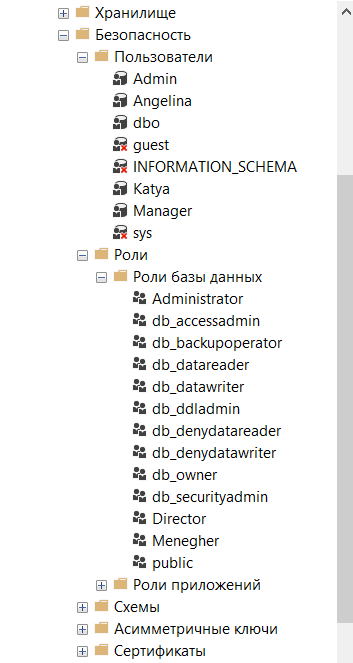 Хранилище
Безопасность
Пользователи
Admin
Angelina
dbo
guest
INFORMATION_SCHEMA
Katya
Manager
sys
Роли
Роли базы данных
Administrator
db_accessadmin
db_backupoperator
db_datareader
db_datawriter
db_ddladmin
db_denydatareader
db_denydatawriter
db_owner
db_securityadmin
Director
Menegher
public
Роли приложений
Схемы
Асимметричные ключи
Сертификаты